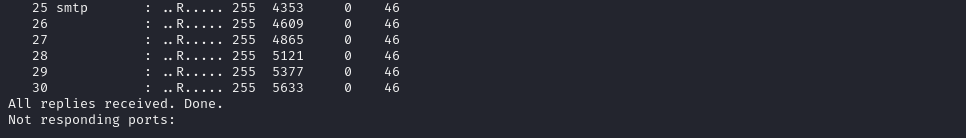 25 smtp : ..R..... 255 4353 0 46
26 : ..R..... 255 4609 0 46
27 : ..R..... 255 4865 0 46
28 : ..R..... 255 5121 0 46
29 : ..R..... 255 5377 0 46
30 : ..R..... 255 5633 0 46
All replies received. Done.
Not responding ports: